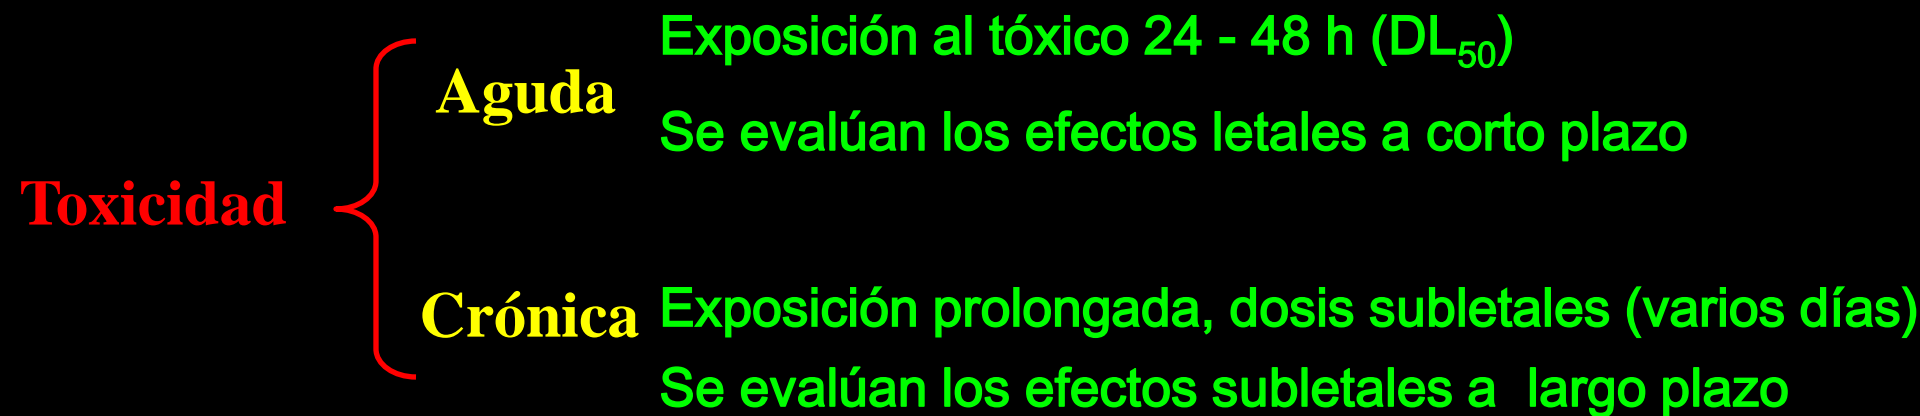 Toxicidad
Aguda
Exposición al tóxico 24 - 48 h (DL50)
Se evalúan los efectos letales a corto plazo
Crónica
Exposición prolongada, dosis subletales (varios días)
Se evalúan los efectos subletales a largo plazo